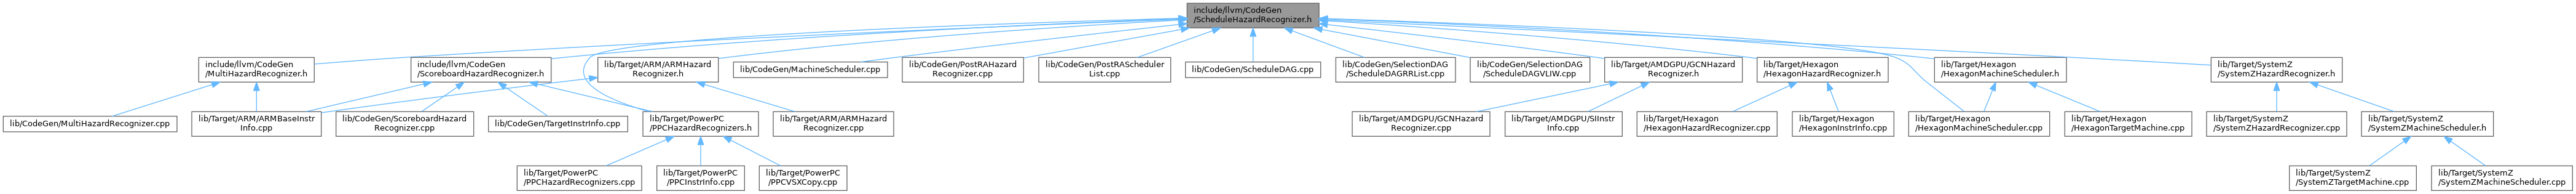 include/llvm/CodeGen
/ScheduleHazardRecognizer.h
include/llvm/CodeGen
/MultiHazardRecognizer.h
include/llvm/CodeGen
/ScoreboardHazardRecognizer.h
lib/Target/ARM/ARMHazard
Recognizer.h
lib/CodeGen/MachineScheduler.cpp
lib/CodeGen/PostRAHazard
Recognizer.cpp
lib/CodeGen/PostRAScheduler
List.cpp
lib/CodeGen/ScheduleDAG.cpp
lib/CodeGen/SelectionDAG
/ScheduleDAGRRList.cpp
lib/CodeGen/SelectionDAG
/ScheduleDAGVLIW.cpp
lib/Target/AMDGPU/GCNHazard
Recognizer.h
lib/Target/Hexagon
/HexagonHazardRecognizer.h
lib/Target/Hexagon
/HexagonMachineScheduler.h
lib/Target/SystemZ
/SystemZHazardRecognizer.h
lib/CodeGen/MultiHazardRecognizer.cpp
lib/Target/ARM/ARMBaseInstr
Info.cpp
lib/CodeGen/ScoreboardHazard
Recognizer.cpp
lib/CodeGen/TargetInstrInfo.cpp
lib/Target/PowerPC
/PPCHazardRecognizers.h
lib/Target/ARM/ARMHazard
Recognizer.cpp
lib/Target/AMDGPU/GCNHazard
Recognizer.cpp
lib/Target/AMDGPU/SIInstr
Info.cpp
lib/Target/Hexagon
/HexagonHazardRecognizer.cpp
lib/Target/Hexagon
/HexagonInstrInfo.cpp
lib/Target/Hexagon
/HexagonMachineScheduler.cpp
lib/Target/Hexagon
/HexagonTargetMachine.cpp
lib/Target/SystemZ
/SystemZHazardRecognizer.cpp
lib/Target/SystemZ
/SystemZMachineScheduler.h
lib/Target/PowerPC
/PPCHazardRecognizers.cpp
lib/Target/PowerPC
/PPCInstrInfo.cpp
lib/Target/PowerPC
/PPCVSXCopy.cpp
lib/Target/SystemZ
/SystemZTargetMachine.cpp
lib/Target/SystemZ
/SystemZMachineScheduler.cpp